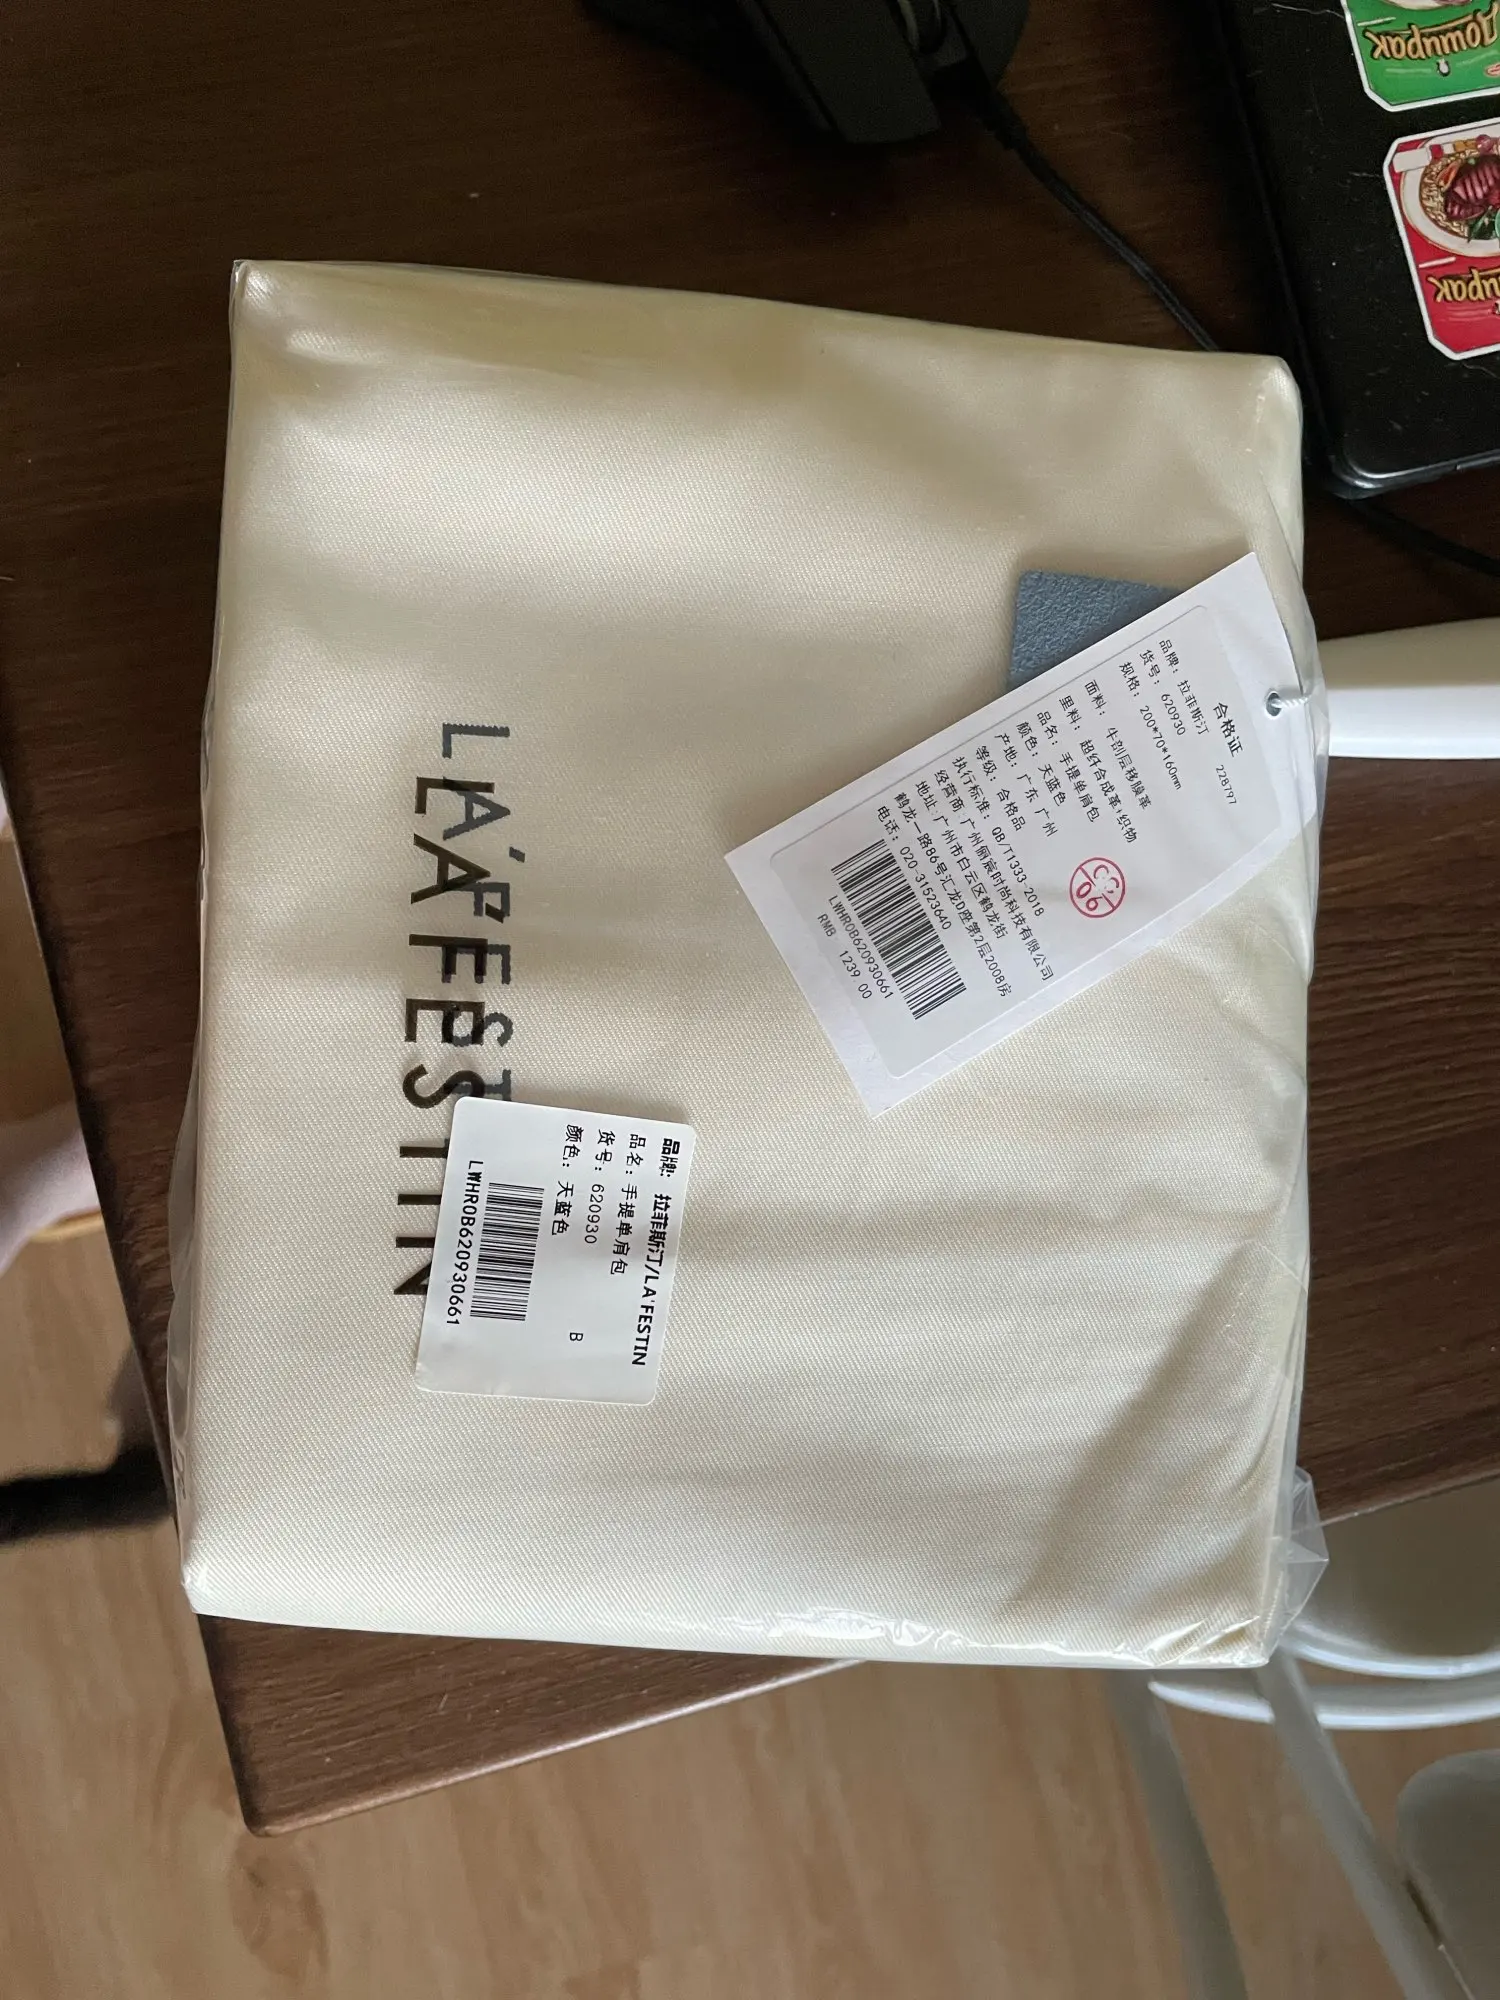 LA'FESTIN
LA'FEST
合格证
228797
品牌: 拉菲斯汀
货号: 620930
规格: 200*70*160mm
面料: 牛剖层移膜革
里料: 超纤合成革.织物
品名: 手提单肩包
颜色: 天蓝色
产地: 广东 广州
等级: 合格品
执行标准: QB/T1333-2018
经营商 广州俪宸时尚科技有限公司
地址 广州市白云区鹤龙街
鹤龙一路86号汇龙D座第2层2008房
电话: 020-31523640
LWHR0B620930661
RMB 1239 00
06
品牌: 拉菲斯汀/LA'FESTIN
品名: 手提单肩包
货号: 620930
颜色: 天蓝色 B
LWHR0B620930661
Доширак